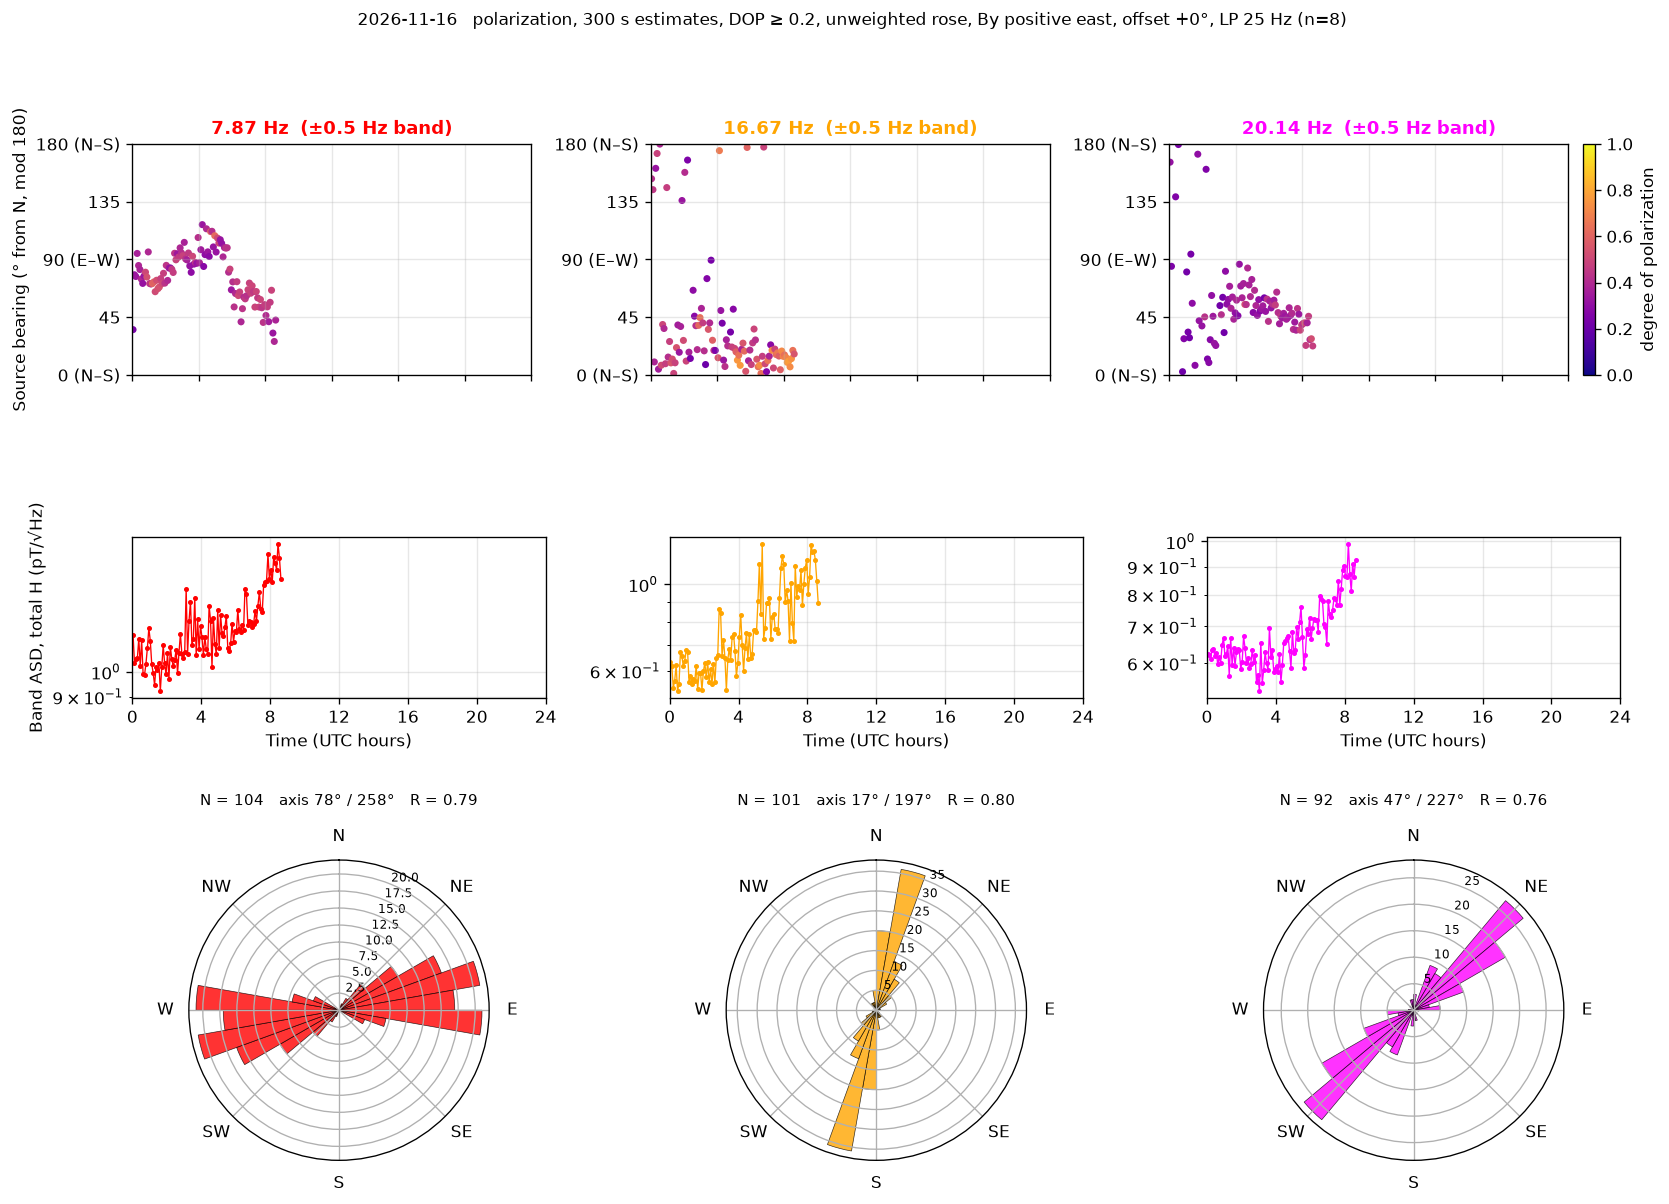 2026-11-16   polarization, 300 s estimates, DOP ≥ 0.2, unweighted rose, By positive east, offset +0°, LP 25 Hz (n=8)
7.87 Hz  (±0.5 Hz band)
16.67 Hz  (±0.5 Hz band)
20.14 Hz  (±0.5 Hz band)
Source bearing (° from N, mod 180)
180 (N–S)
135
90 (E–W)
45
0 (N–S)
180 (N–S)
135
90 (E–W)
45
0 (N–S)
180 (N–S)
135
90 (E–W)
45
0 (N–S)
1.0
0.8
0.6
0.4
0.2
0.0
degree of polarization
Band ASD, total H (pT/√Hz)
10⁰
9 × 10⁻¹
0 4 8 12 16 20 24
Time (UTC hours)
10⁰
6 × 10⁻¹
0 4 8 12 16 20 24
Time (UTC hours)
10⁰
9 × 10⁻¹
8 × 10⁻¹
7 × 10⁻¹
6 × 10⁻¹
0 4 8 12 16 20 24
Time (UTC hours)
N = 104   axis 78° / 258°   R = 0.79
N
NE
E
SE
S
SW
W
NW
20.0
17.5
15.0
12.5
10.0
7.5
5.0
2.5
N = 101   axis 17° / 197°   R = 0.80
N
NE
E
SE
S
SW
W
NW
35
30
25
20
15
10
5
N = 92   axis 47° / 227°   R = 0.76
N
NE
E
SE
S
SW
W
NW
25
20
15
10
5